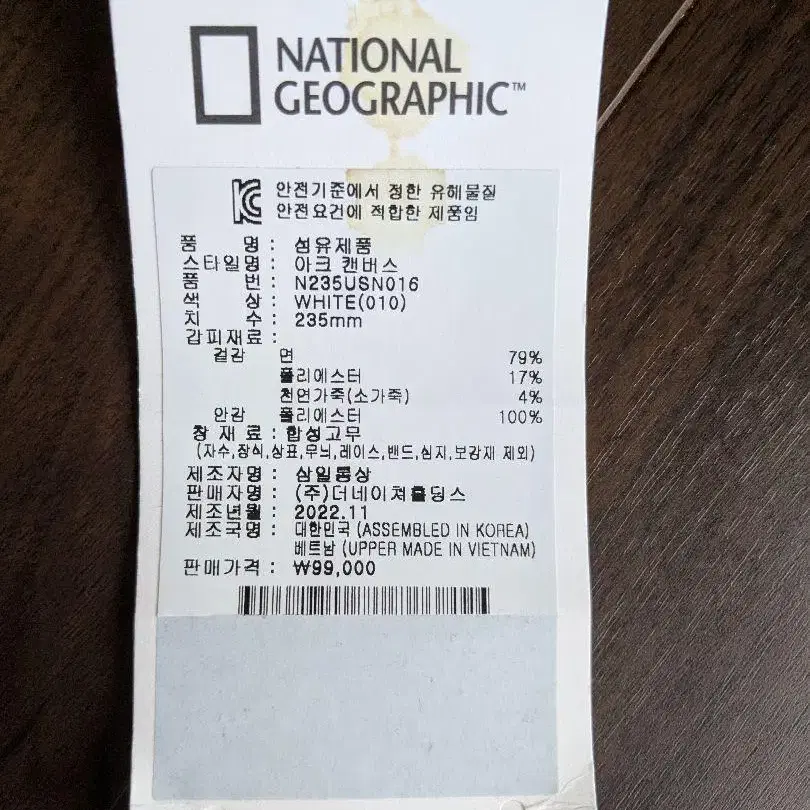 NATIONAL
GEOGRAPHIC™
안전기준에서 정한 유해물질
안전요건에 적합한 제품임
품 명 : 섬유제품
스타일명 : 아크 캔버스
품 번 : N235USN016
색 상 : WHITE(010)
치 수 : 235mm
갑피재료 :
겉감 면 79%
폴리에스터 17%
천연가죽(소가죽) 4%
안감 폴리에스터 100%
창 재 료 : 합성고무
(자수,장식,상표,무늬,레이스,밴드,심지,보강재 제외)
제조자명 : 삼일통상
판매자명 : (주)더네이쳐홀딩스
제조년월 : 2022.11
제조국명 : 대한민국 (ASSEMBLED IN KOREA)
베트남 (UPPER MADE IN VIETNAM)
판매가격 : ₩99,000